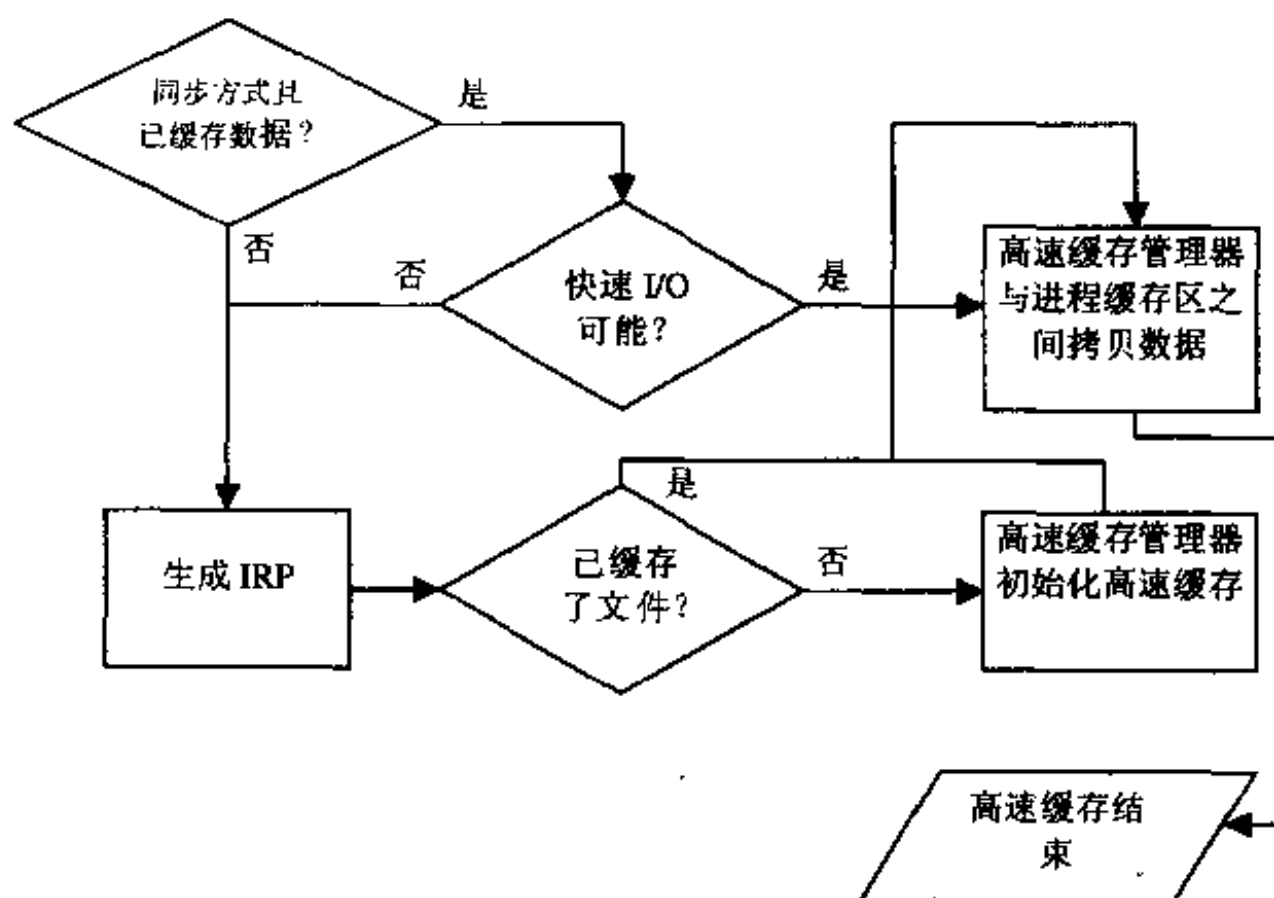 同步方式且
已缓存数据？
是
否
否
快速 I/O
可能？
是
高速缓存管理器
与进程缓存区之
间拷贝数据
生成 IRP
是
已缓存
了文件？
否
高速缓存管理器
初始化高速缓存
高速缓存结
束